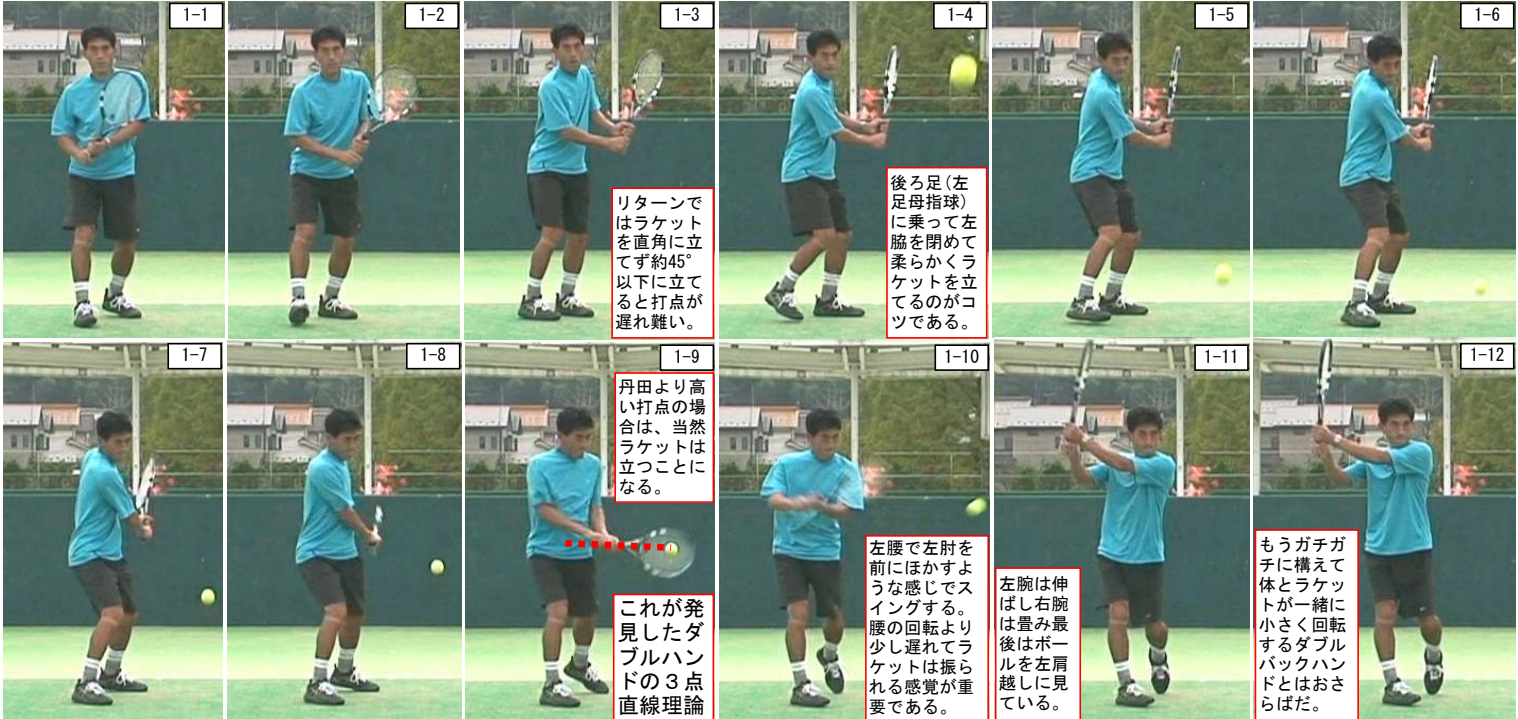 1-1
1-2
1-3
リターンで
はラケット
を直角に立
てず約45°
以下に立て
ると打点が
遅れ難い。
1-4
後ろ足(左
足母指球)
に乗って左
脇を閉めて
柔らかくラ
ケットを立
てるのがコ
ツである。
1-5
1-6
1-7
1-8
1-9
丹田より高
い打点の場
合は、当然
ラケットは
立つことに
なる。
これが発
見したダ
ブルハン
ドの３点
直線理論
1-10
左腰で左肘を
前にほかすよ
うな感じでス
イングする。
腰の回転より
少し遅れてラ
ケットは振ら
れる感覚が重
要である。
1-11
左腕は伸
ばし右腕
は畳み最
後はボー
ルを左肩
越しに見
ている。
1-12
もうガチガ
チに構えて
体とラケッ
トが一緒に
小さく回転
するダブル
バックハン
ドとはおさ
らばだ。